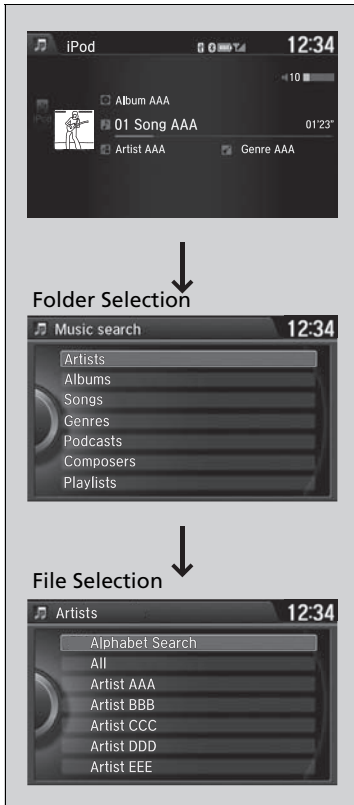 iPod 12:34
10
Album AAA
01 Song AAA 01'23"
Artist AAA Genre AAA
iPod
Folder Selection
Music search 12:34
Artists
Albums
Songs
Genres
Podcasts
Composers
Playlists
File Selection
Artists 12:34
Alphabet Search
All
Artist AAA
Artist BBB
Artist CCC
Artist DDD
Artist EEE